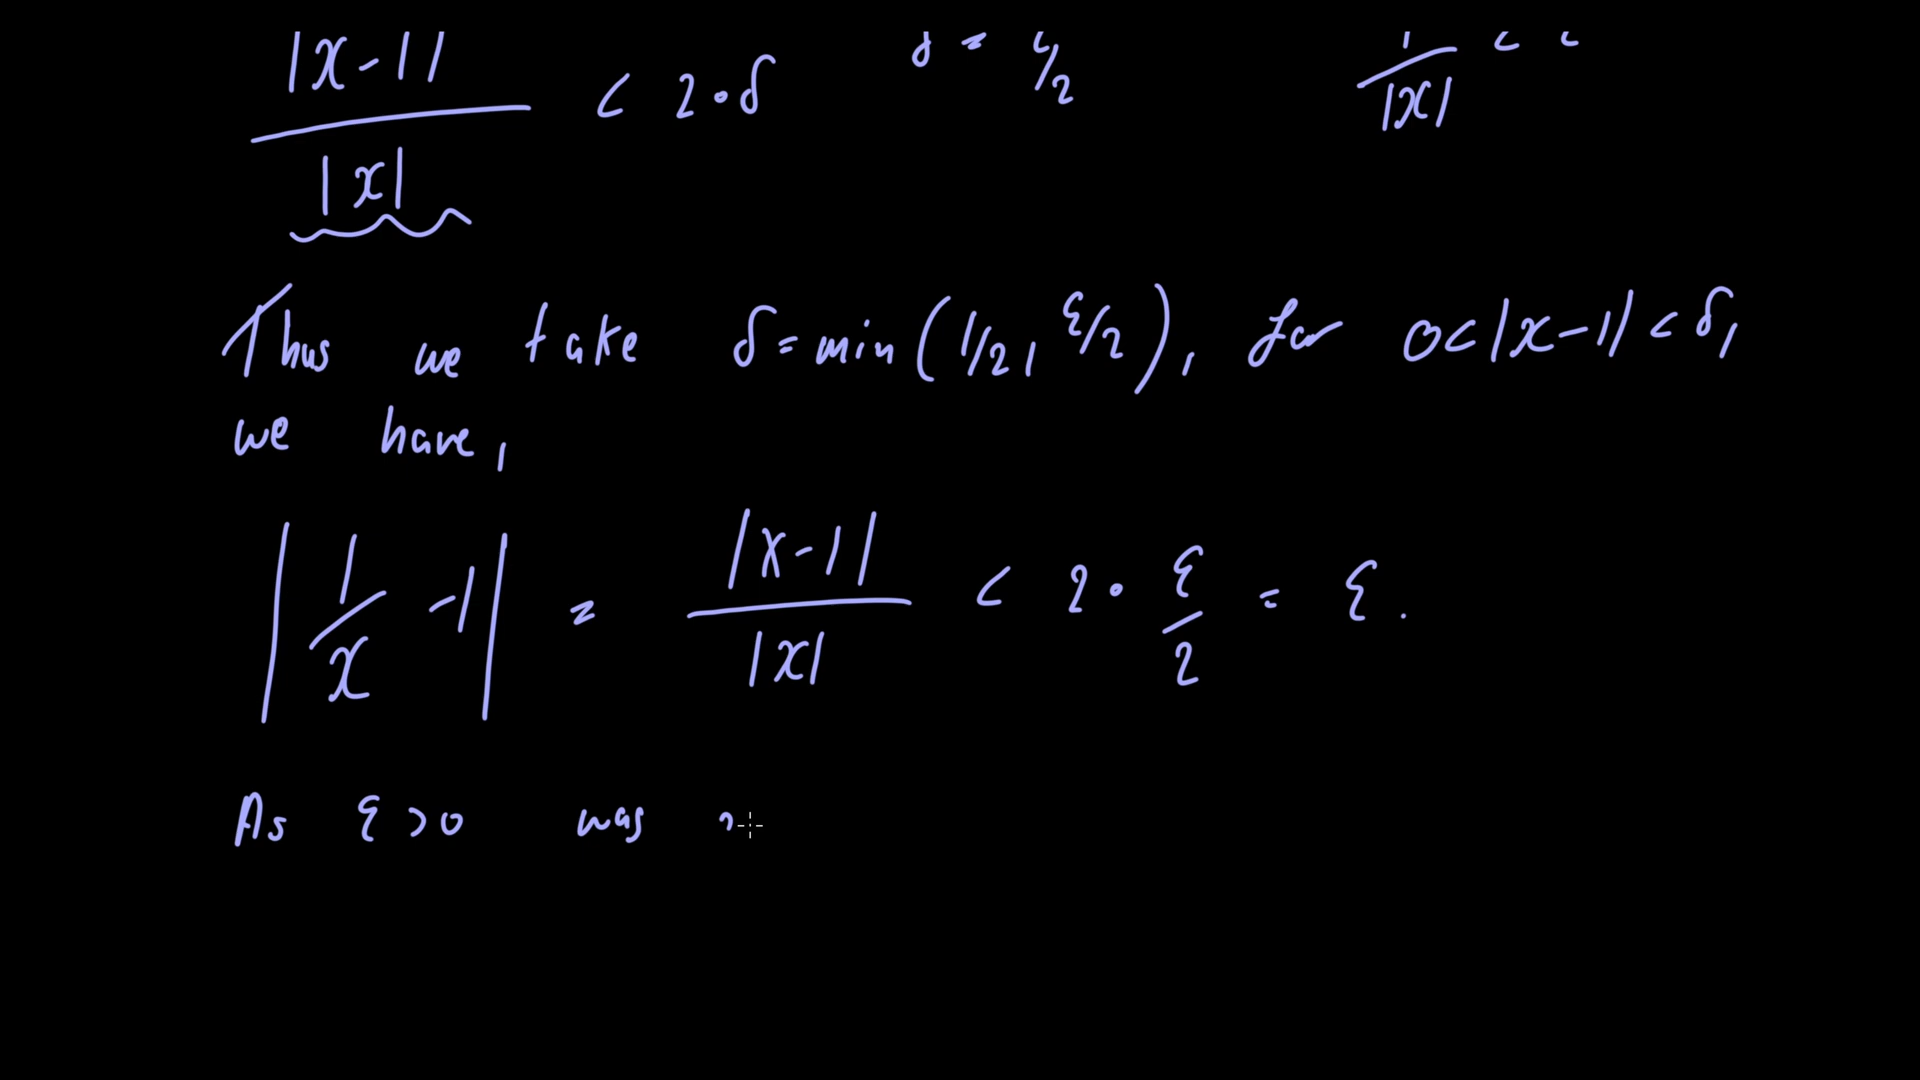 |x-1|/|x| < 2·δ
δ = ε/2
1/|x| < 2
Thus we take δ = min(1/2, ε/2), for 0<|x-1|<δ,
we have,
|1/x -1| = |x-1|/|x| < 2·ε/2 = ε.
As ε>0 was